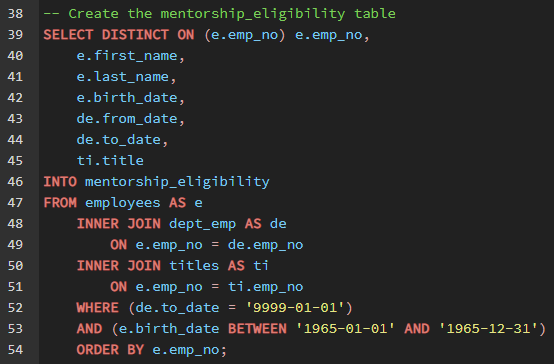 38 -- Create the mentorship_eligibility table
39 SELECT DISTINCT ON (e.emp_no) e.emp_no,
40     e.first_name,
41     e.last_name,
42     e.birth_date,
43     de.from_date,
44     de.to_date,
45     ti.title
46 INTO mentorship_eligibility
47 FROM employees AS e
48     INNER JOIN dept_emp AS de
49         ON e.emp_no = de.emp_no
50     INNER JOIN titles AS ti
51         ON e.emp_no = ti.emp_no
52     WHERE (de.to_date = '9999-01-01')
53     AND (e.birth_date BETWEEN '1965-01-01' AND '1965-12-31')
54     ORDER BY e.emp_no;